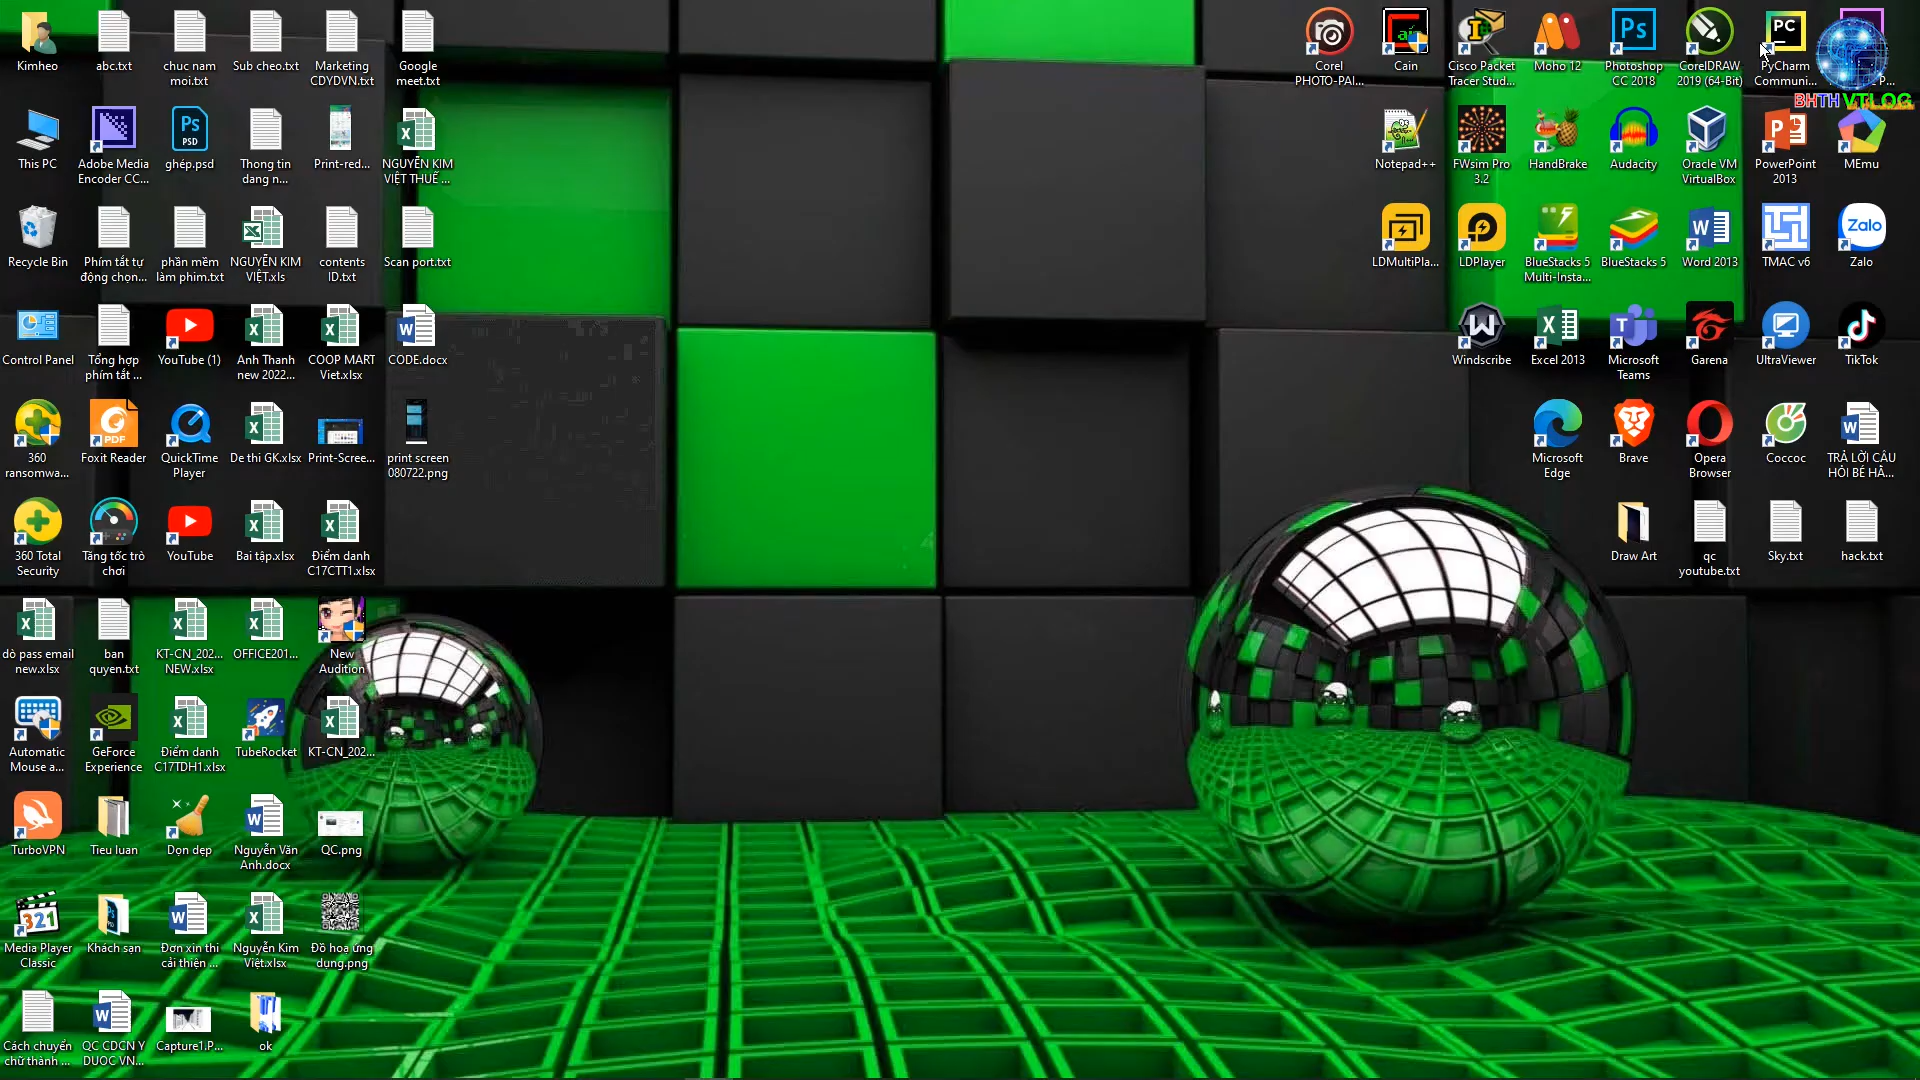 Kimheo
abc.txt
chuc nam
moi.txt
Sub cheo.txt
Marketing
CDYDVN.txt
Google
meet.txt
Corel
PHOTO-PAI...
Cain
Cisco Packet
Tracer Stud...
Moho 12
Photoshop
CC 2018
CorelDRAW
2019 (64-Bit)
PyCharm
Communi...
BHTH VTLOG
This PC
Adobe Media
Encoder CC...
ghép.psd
Thong tin
dang n...
Print-red...
NGUYỄN KIM
VIỆT THUẾ ...
Notepad++
FWsim Pro
3.2
HandBrake
Audacity
Oracle VM
VirtualBox
PowerPoint
2013
MEmu
Recycle Bin
Phím tắt tự
động chọn...
phần mềm
làm phim.txt
NGUYỄN KIM
VIỆT.xls
contents
ID.txt
Scan port.txt
LDMultiPla...
LDPlayer
BlueStacks 5
Multi-Insta...
BlueStacks 5
Word 2013
TMAC v6
Zalo
Control Panel
Tổng hợp
phím tắt ...
YouTube (1)
Anh Thanh
new 2022...
COOP MART
Viet.xlsx
CODE.docx
Windscribe
Excel 2013
Microsoft
Teams
Garena
UltraViewer
TikTok
360
ransomwa...
Foxit Reader
QuickTime
Player
De thi GK.xlsx
Print-Scree...
print screen
080722.png
Microsoft
Edge
Brave
Opera
Browser
Coccoc
TRẢ LỜI CÂU
HỎI BÉ HÂ...
360 Total
Security
Tăng tốc trò
chơi
YouTube
Bai tập.xlsx
Điểm danh
C17CTT1.xlsx
Draw Art
qc
youtube.txt
Sky.txt
hack.txt
dò pass email
new.xlsx
ban
quyen.txt
KT-CN_202...
NEW.xlsx
OFFICE201...
New
Audition
Automatic
Mouse a...
GeForce
Experience
Điểm danh
C17TDH1.xlsx
TubeRocket
KT-CN_202...
TurboVPN
Tieu luan
Dọn dẹp
Nguyễn Văn
Anh.docx
QC.png
Media Player
Classic
Khách sạn
Đơn xin thi
cải thiện ...
Nguyễn Kim
Việt.xlsx
Đồ hoạ ứng
dụng.png
Cách chuyển
chữ thành ...
QC CDCN Y
DUOC VN...
Capture1.P...
ok